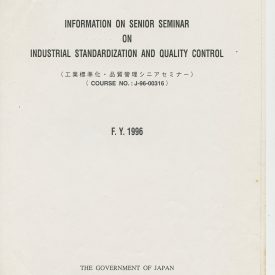 INFORMATION ON SENIOR SEMINAR
ON
INDUSTRIAL STANDARDIZATION AND QUALITY CONTROL
(工業標準化・品質管理シニアセミナー)
( COURSE NO. : J-96-00316 )
F. Y. 1996
THE GOVERNMENT OF JAPAN